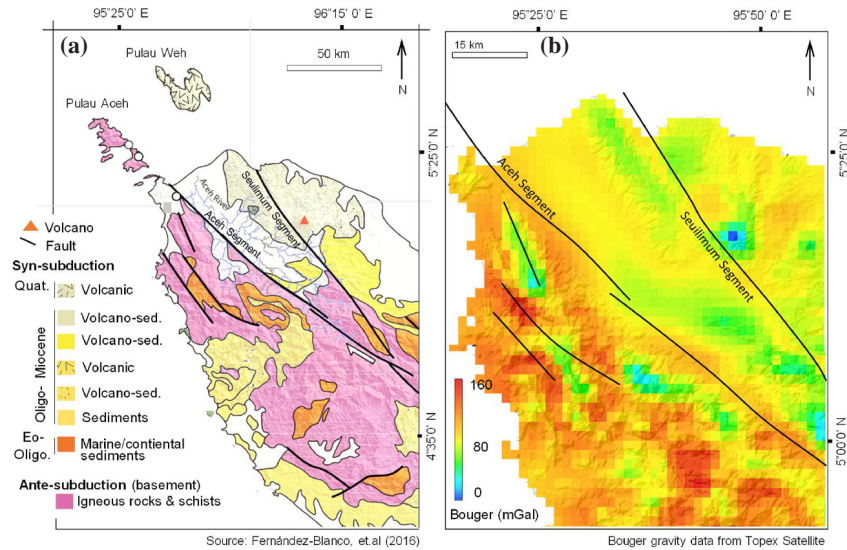 95°25'0" E
96°15'0" E
(a)
50 km
N
Pulau Weh
Pulau Aceh
5°25'0" N
4°35'0" N
Aceh River
Aceh Segment
Seulimum Segment
Volcano
Fault
Syn-subduction
Quat.
Volcanic
Volcano-sed.
Oligo-Miocene
Volcano-sed.
Volcanic
Volcano-sed.
Sediments
Eo-
Oligo.
Marine/contiental
sediments
Ante-subduction (basement)
Igneous rocks & schists
Source: Fernández-Blanco, et.al (2016)
95°25'0" E
95°50'0" E
15 km
(b)
N
5°25'0" N
5°00'0" N
Aceh Segment
Seuillimum Segment
160
80
0
Bouger (mGal)
Bouger gravity data from Topex Satellite